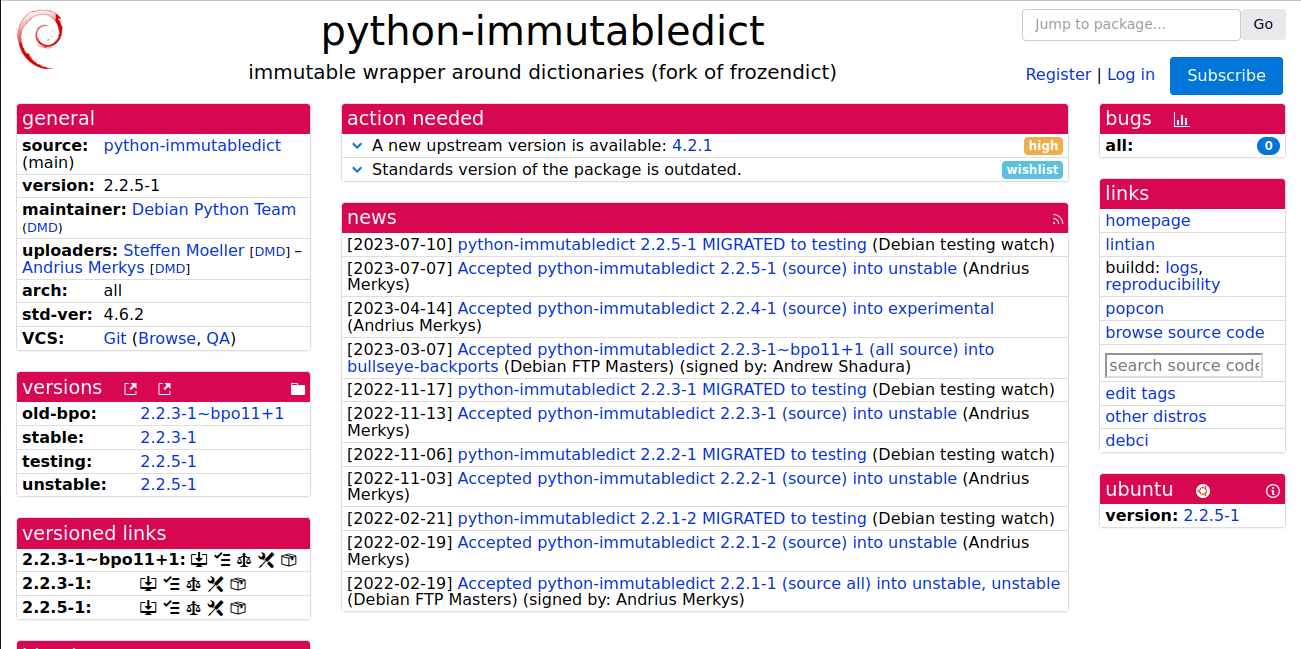 python-immutabledict
immutable wrapper around dictionaries (fork of frozendict)
Jump to package...
Go
Register | Log in
Subscribe
general
source: python-immutabledict
(main)
version: 2.2.5-1
maintainer: Debian Python Team
(DMD)
uploaders: Steffen Moeller [DMD] –
Andrius Merkys [DMD]
arch: all
std-ver: 4.6.2
VCS: Git (Browse, QA)
versions
old-bpo: 2.2.3-1~bpo11+1
stable: 2.2.3-1
testing: 2.2.5-1
unstable: 2.2.5-1
versioned links
2.2.3-1~bpo11+1:
2.2.3-1:
2.2.5-1:
action needed
A new upstream version is available: 4.2.1 high
Standards version of the package is outdated. wishlist
news
[2023-07-10] python-immutabledict 2.2.5-1 MIGRATED to testing (Debian testing watch)
[2023-07-07] Accepted python-immutabledict 2.2.5-1 (source) into unstable (Andrius
Merkys)
[2023-04-14] Accepted python-immutabledict 2.2.4-1 (source) into experimental
(Andrius Merkys)
[2023-03-07] Accepted python-immutabledict 2.2.3-1~bpo11+1 (all source) into
bullseye-backports (Debian FTP Masters) (signed by: Andrew Shadura)
[2022-11-17] python-immutabledict 2.2.3-1 MIGRATED to testing (Debian testing watch)
[2022-11-13] Accepted python-immutabledict 2.2.3-1 (source) into unstable (Andrius
Merkys)
[2022-11-06] python-immutabledict 2.2.2-1 MIGRATED to testing (Debian testing watch)
[2022-11-03] Accepted python-immutabledict 2.2.2-1 (source) into unstable (Andrius
Merkys)
[2022-02-21] python-immutabledict 2.2.1-2 MIGRATED to testing (Debian testing watch)
[2022-02-19] Accepted python-immutabledict 2.2.1-2 (source) into unstable (Andrius
Merkys)
[2022-02-19] Accepted python-immutabledict 2.2.1-1 (source all) into unstable, unstable
(Debian FTP Masters) (signed by: Andrius Merkys)
bugs
all: 0
links
homepage
lintian
buildd: logs,
reproducibility
popcon
browse source code
search source code
edit tags
other distros
debci
ubuntu
version: 2.2.5-1